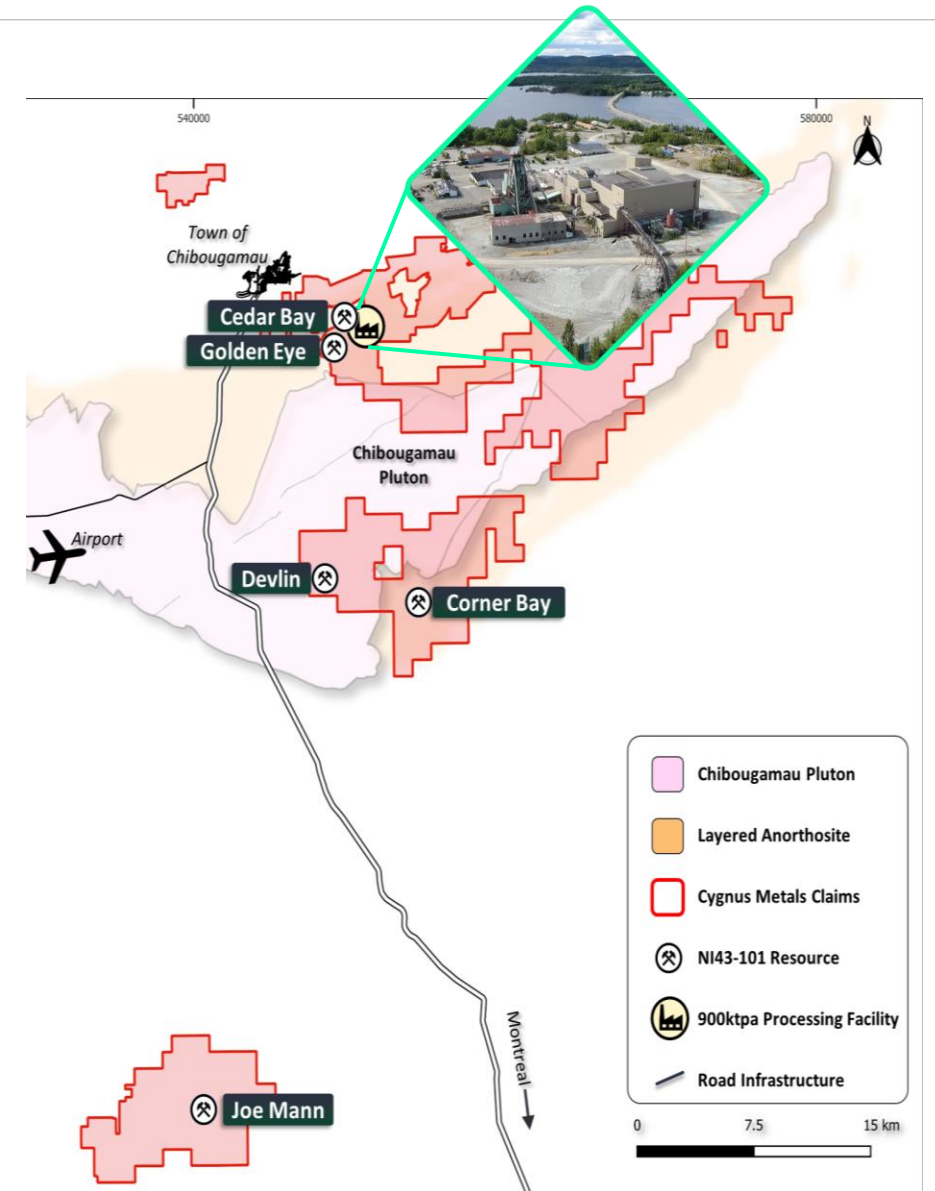 540000
580000
N
Town of
Chibougamau
Cedar Bay
Golden Eye
Chibougamau
Pluton
Airport
Devlin
Corner Bay
Chibougamau Pluton
Layered Anorthosite
Cygnus Metals Claims
NI43-101 Resource
900ktpa Processing Facility
Road Infrastructure
Montreal
0 7.5 15 km
Joe Mann